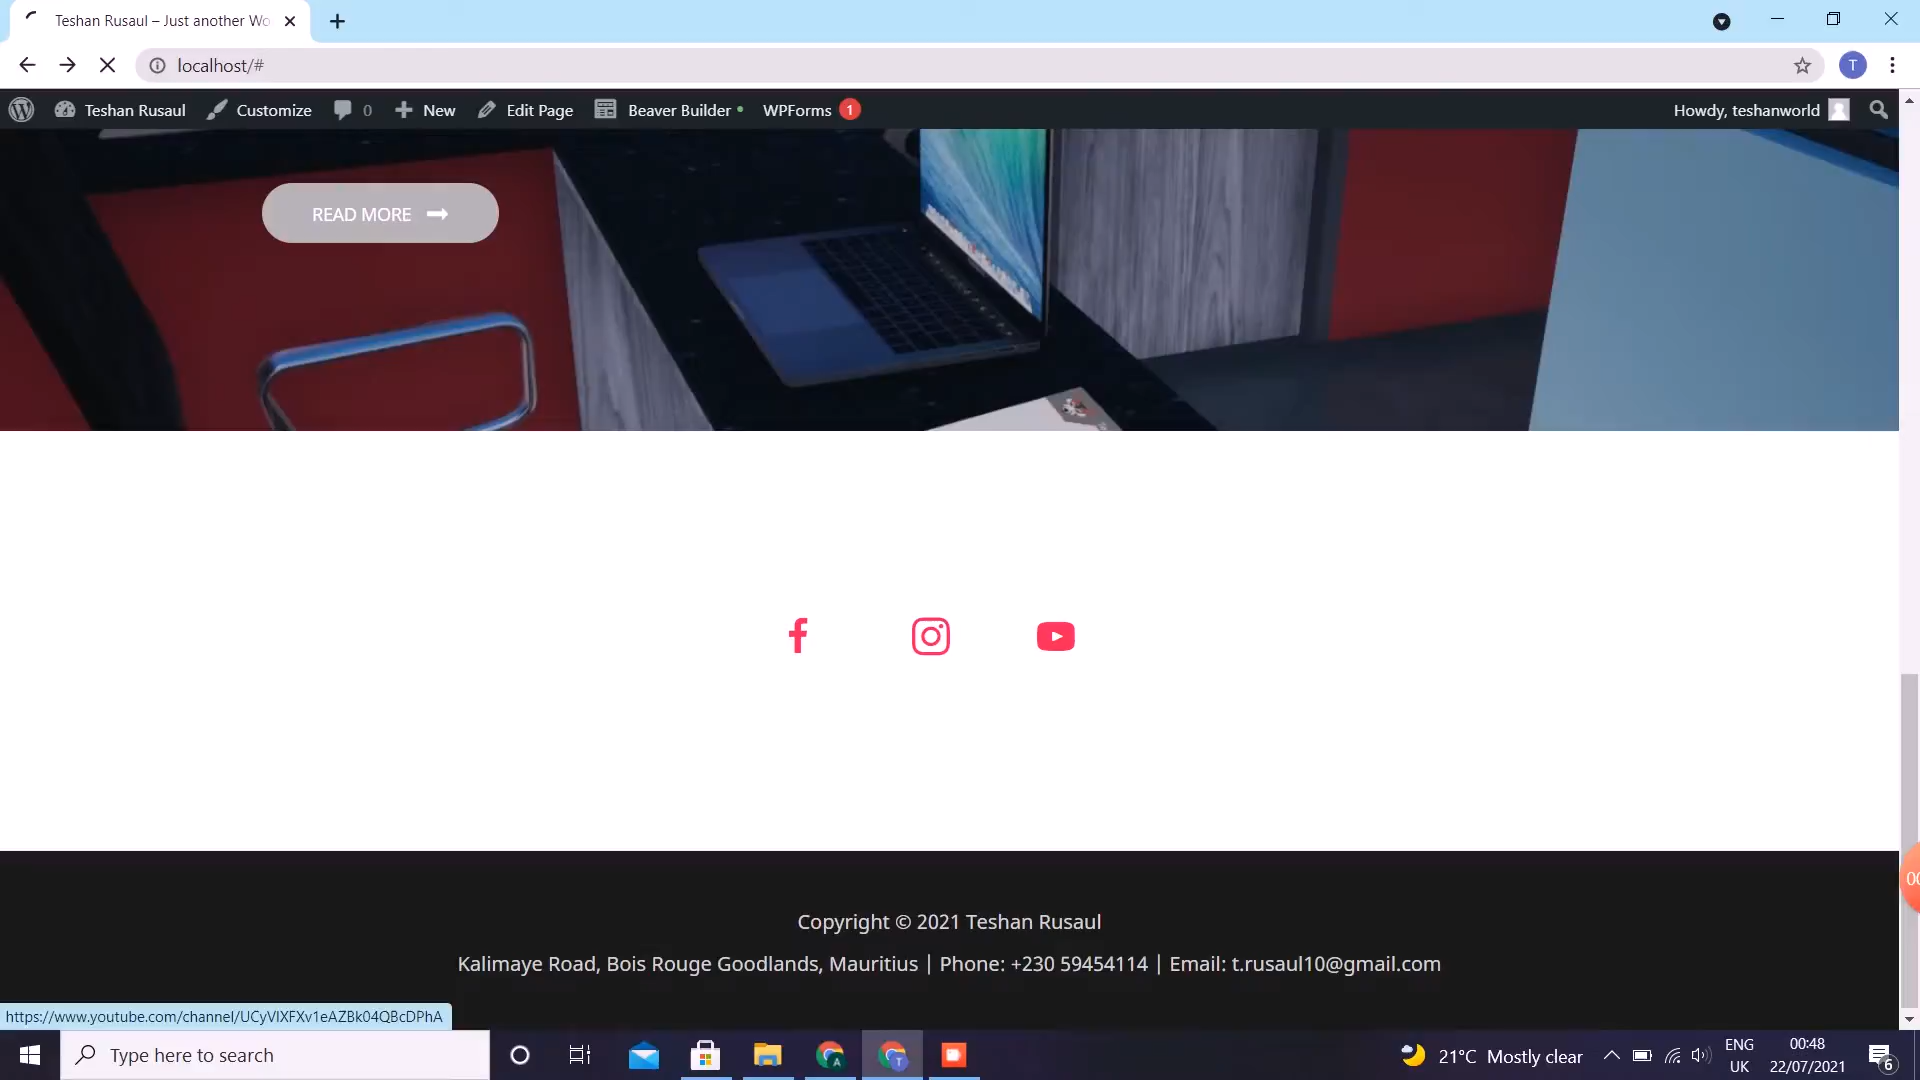 Teshan Rusaul – Just another Wo
localhost/#
Teshan Rusaul Customize 0 New Edit Page Beaver Builder WPForms 1 Howdy, teshanworld
READ MORE
Copyright © 2021 Teshan Rusaul
Kalimaye Road, Bois Rouge Goodlands, Mauritius | Phone: +230 59454114 | Email: t.rusaul10@gmail.com
https://www.youtube.com/channel/UCyVIXFXv1eAZBk04QBcDPhA
Type here to search
21°C Mostly clear
ENG
UK
00:48
22/07/2021
6
T
00